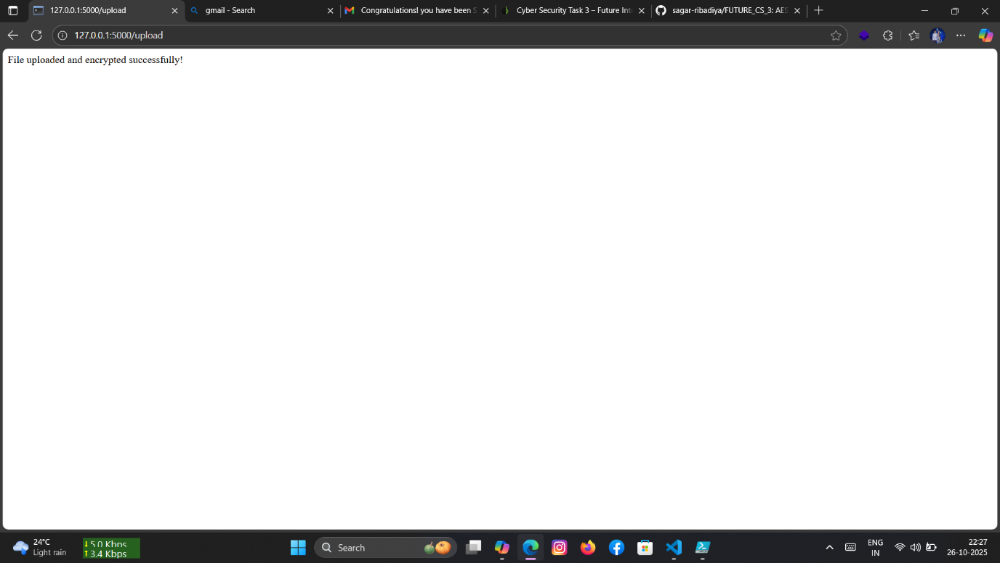 127.0.0.1:5000/upload
gmail - Search
Congratulations! you have been S
Cyber Security Task 3 – Future Int
sagar-ribadiya/FUTURE_CS_3: AES
127.0.0.1:5000/upload
File uploaded and encrypted successfully!
24°C
Light rain
5.0 Kbps
3.4 Kbps
Search
ENG
IN
22:27
26-10-2025